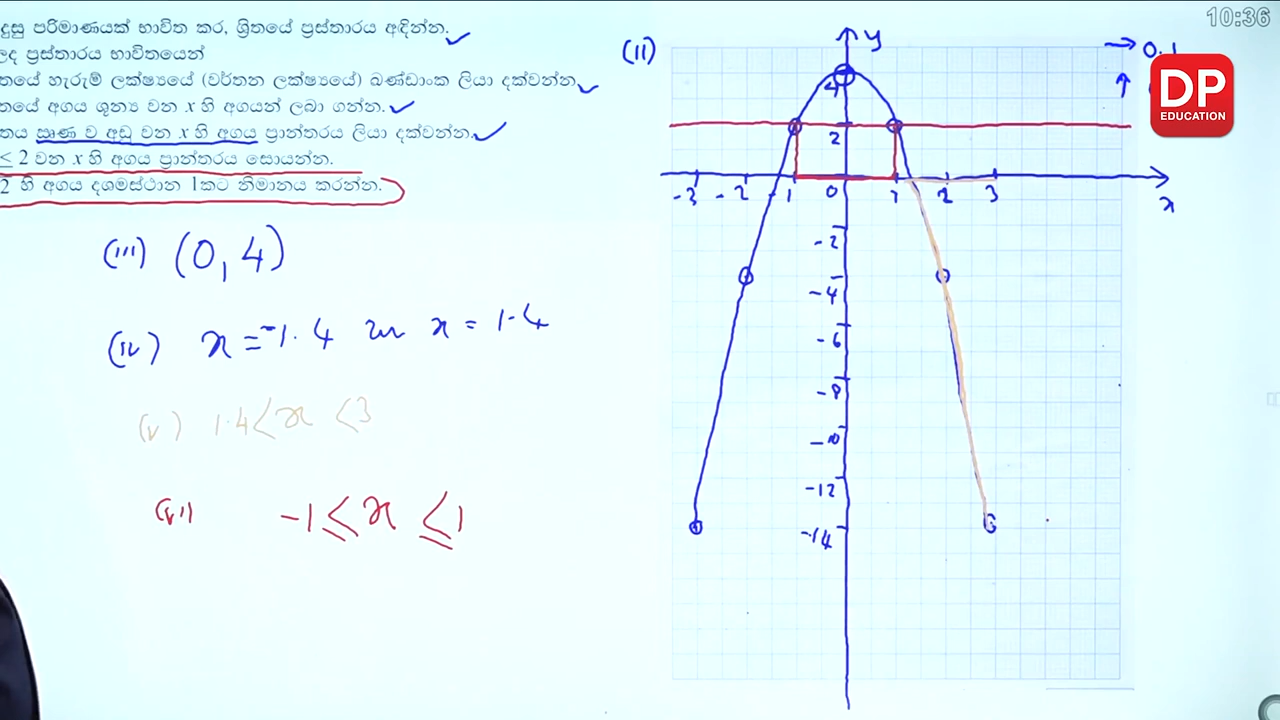 10:36
දුසු පරිමාණයක් භාවිත කර, ශ්‍රිතයේ ප්‍රස්තාරය අඳින්න.
ලද ප්‍රස්තාරය භාවිතයෙන්
තයේ හැරුම් ලක්ෂ්‍යයේ (වර්තන ලක්ෂ්‍යයේ) ඛණ්ඩාංක ලියා දක්වන්න.
තයේ අගය ශූන්‍ය වන x හි අගයන් ලබා ගන්න.
තය ඍණ ව අඩු වන x හි අගය ප්‍රාන්තරය ලියා දක්වන්න.
≤ 2 වන x හි අගය ප්‍රාන්තරය සොයන්න.
2 හි අගය දශමස්ථාන 1කට නිමානය කරන්න.
(iii) (0, 4)
(iv) x = -1.4 හා x = 1.4
(v) 1.4 < x < 3
(vi) -1 ≤ x ≤ 1
(ii)
y
→ 0.1
↑
DP
EDUCATION
4
2
-3 -2 -1 0 1 2 3
x
-2
-4
-6
-8
-10
-12
-14